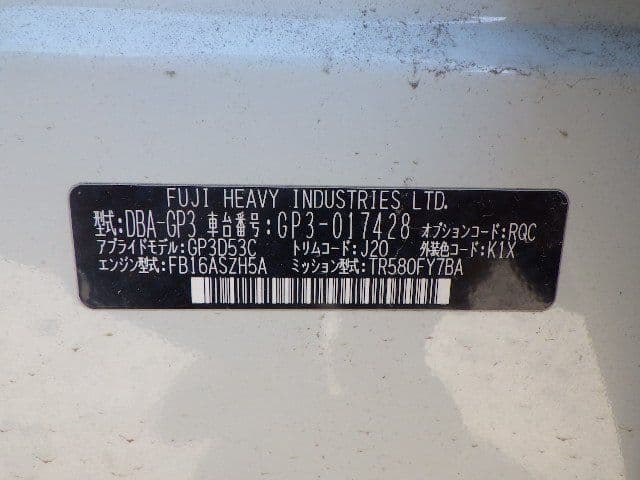 FUJI HEAVY INDUSTRIES LTD.
型式:DBA-GP3 車台番号:GP3-017428 オプションコード:RQC
アプライドモデル:GP3D53C トリムコード:J20 外装色コード:K1X
エンジン型式:FB16ASZH5A ミッション型式:TR580FY7BA